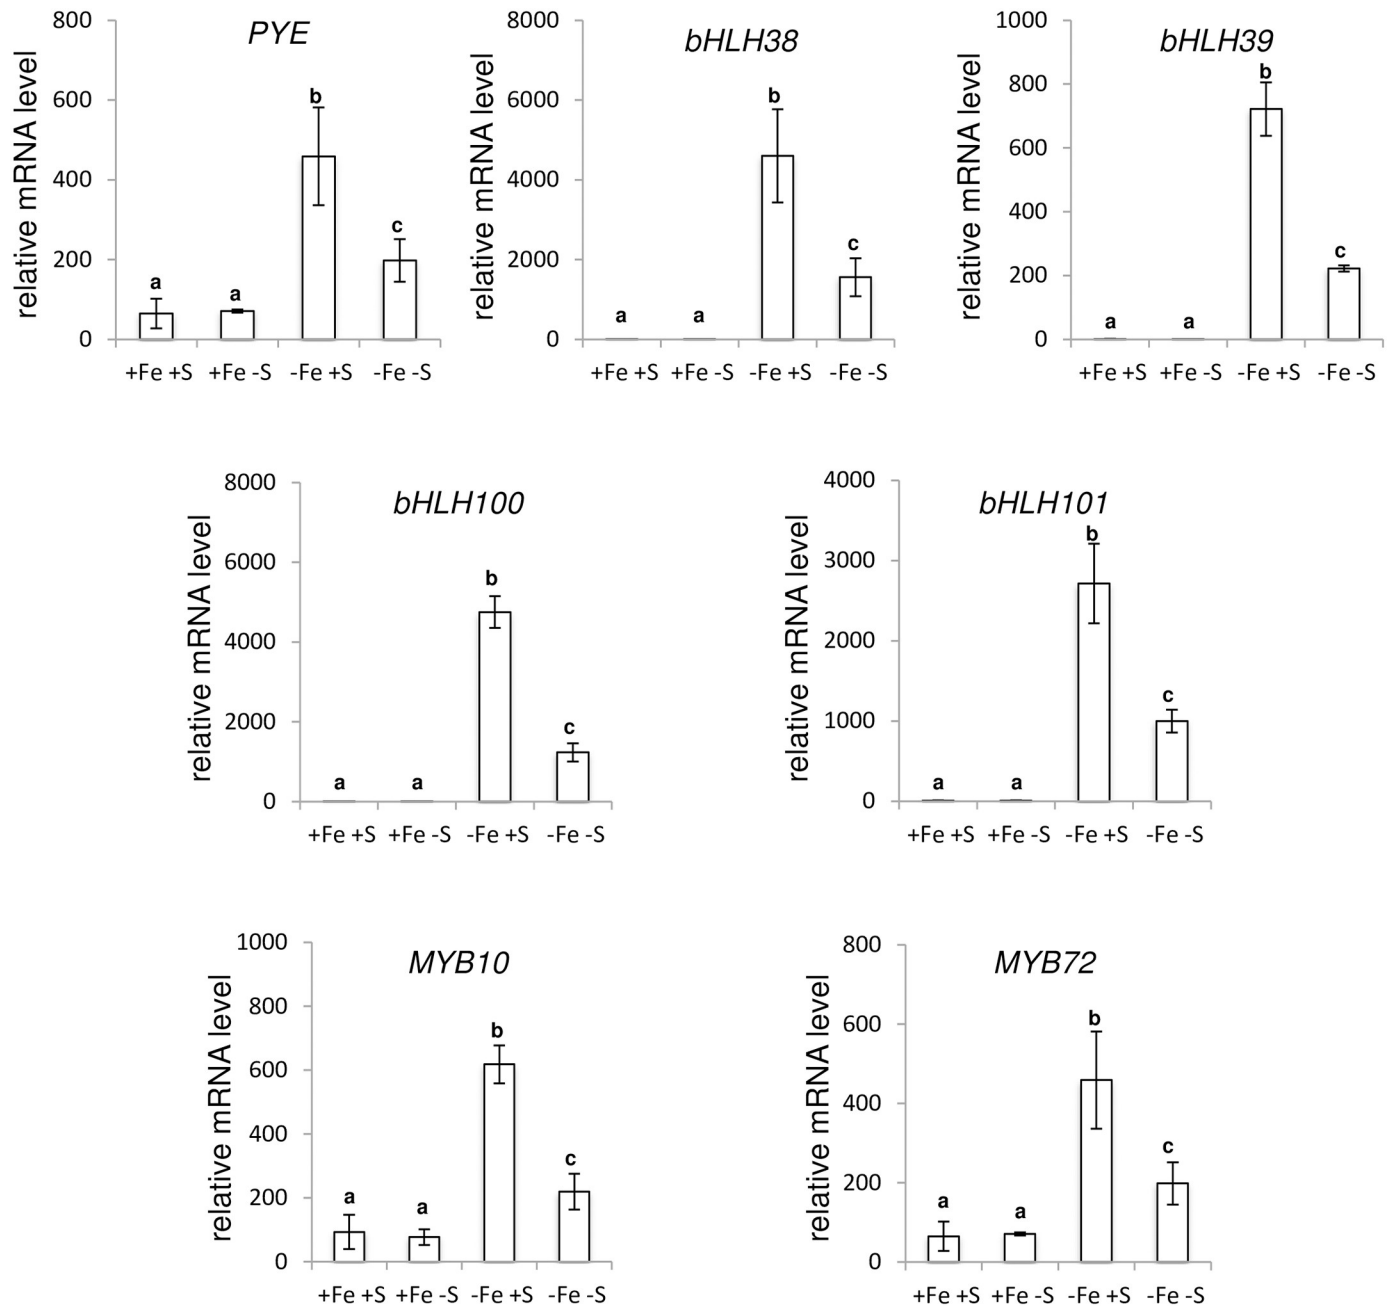 PYE
relative mRNA level
800
600
400
200
0
b
c
a
a
+Fe +S +Fe -S -Fe +S -Fe -S
bHLH38
relative mRNA level
8000
6000
4000
2000
0
b
c
a
a
+Fe +S +Fe -S -Fe +S -Fe -S
bHLH39
relative mRNA level
1000
800
600
400
200
0
b
c
a
a
+Fe +S +Fe -S -Fe +S -Fe -S
bHLH100
relative mRNA level
8000
6000
4000
2000
0
b
c
a
a
+Fe +S +Fe -S -Fe +S -Fe -S
bHLH101
relative mRNA level
4000
3000
2000
1000
0
b
c
a
a
+Fe +S +Fe -S -Fe +S -Fe -S
MYB10
relative mRNA level
1000
800
600
400
200
0
b
c
a
a
+Fe +S +Fe -S -Fe +S -Fe -S
MYB72
relative mRNA level
800
600
400
200
0
b
c
a
a
+Fe +S +Fe -S -Fe +S -Fe -S